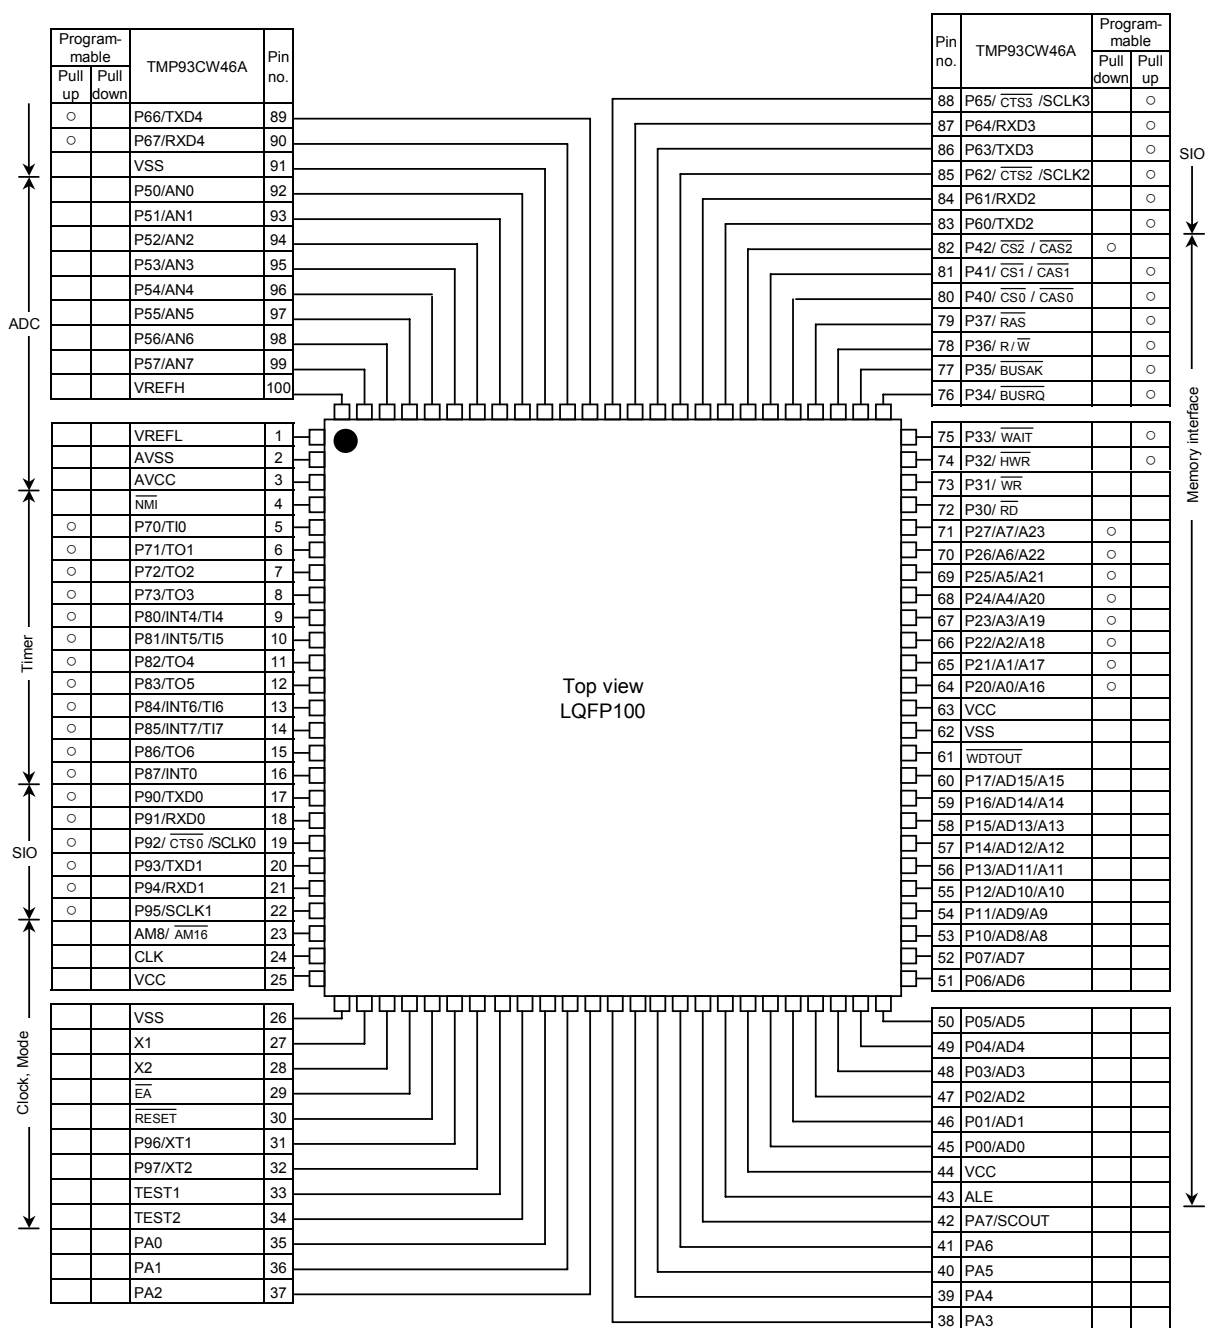 Program-
mable
Pull up
Pull down
TMP93CW46A
Pin no.
P66/TXD4 89
P67/RXD4 90
VSS 91
P50/AN0 92
P51/AN1 93
P52/AN2 94
P53/AN3 95
P54/AN4 96
P55/AN5 97
P56/AN6 98
P57/AN7 99
VREFH 100
ADC
VREFL 1
AVSS 2
AVCC 3
NMI 4
P70/TI0 5
P71/TO1 6
P72/TO2 7
P73/TO3 8
P80/INT4/TI4 9
P81/INT5/TI5 10
P82/TO4 11
P83/TO5 12
P84/INT6/TI6 13
P85/INT7/TI7 14
P86/TO6 15
P87/INT0 16
Timer
P90/TXD0 17
P91/RXD0 18
P92/ CTS0 /SCLK0 19
P93/TXD1 20
P94/RXD1 21
P95/SCLK1 22
SIO
AM8/ AM16 23
CLK 24
VCC 25
VSS 26
X1 27
X2 28
EA 29
RESET 30
P96/XT1 31
P97/XT2 32
TEST1 33
TEST2 34
PA0 35
PA1 36
PA2 37
Clock, Mode
Top view
LQFP100
Pin no.
TMP93CW46A
Program-
mable
Pull down
Pull up
88 P65/ CTS3 /SCLK3
87 P64/RXD3
86 P63/TXD3
85 P62/ CTS2 /SCLK2
84 P61/RXD2
83 P60/TXD2
SIO
82 P42/ CS2 / CAS2
81 P41/ CS1 / CAS1
80 P40/ CS0 / CAS0
79 P37/ RAS
78 P36/ R/W
77 P35/ BUSAK
76 P34/ BUSRQ
75 P33/ WAIT
74 P32/ HWR
73 P31/ WR
72 P30/ RD
71 P27/A7/A23
70 P26/A6/A22
69 P25/A5/A21
68 P24/A4/A20
67 P23/A3/A19
66 P22/A2/A18
65 P21/A1/A17
64 P20/A0/A16
63 VCC
62 VSS
61 WDTOUT
60 P17/AD15/A15
59 P16/AD14/A14
58 P15/AD13/A13
57 P14/AD12/A12
56 P13/AD11/A11
55 P12/AD10/A10
54 P11/AD9/A9
53 P10/AD8/A8
52 P07/AD7
51 P06/AD6
50 P05/AD5
49 P04/AD4
48 P03/AD3
47 P02/AD2
46 P01/AD1
45 P00/AD0
44 VCC
43 ALE
42 PA7/SCOUT
41 PA6
40 PA5
39 PA4
38 PA3
Memory interface